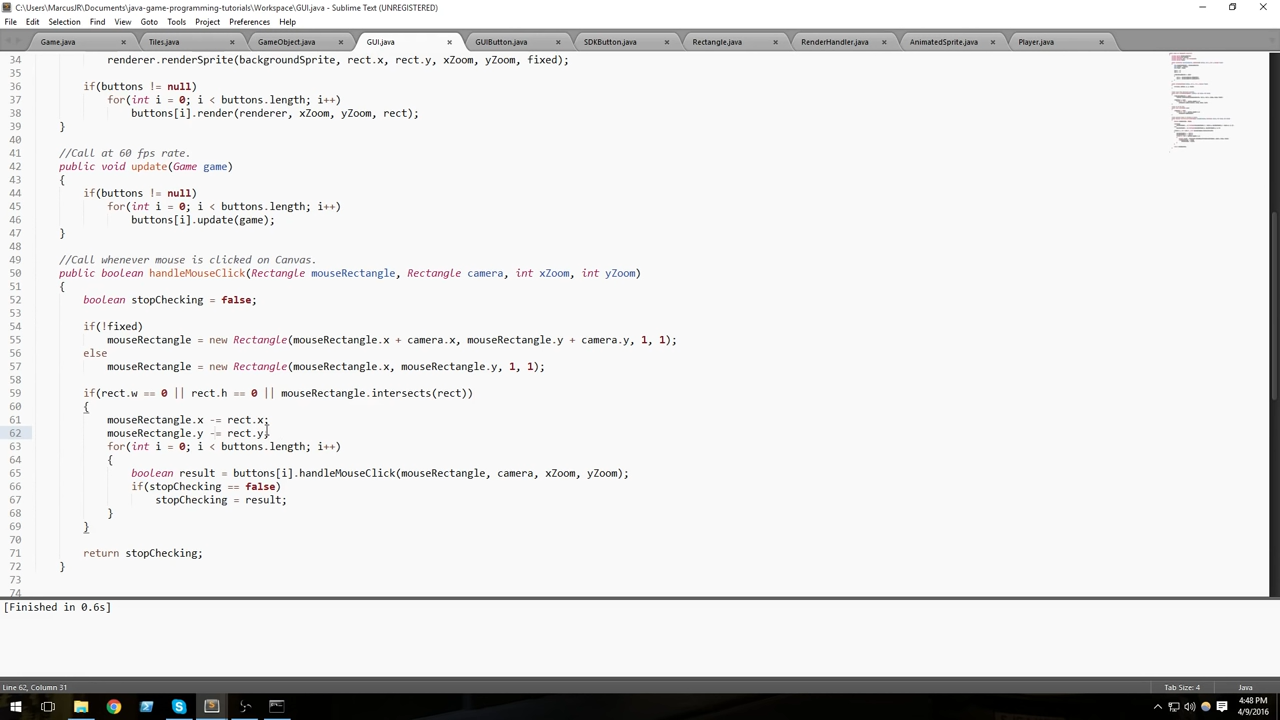 C:\Users\MarcusJR\Documents\java-game-programming-tutorials\Workspace\GUI.java - Sublime Text (UNREGISTERED)
File Edit Selection Find View Goto Tools Project Preferences Help
Game.java Tiles.java GameObject.java GUI.java GUIButton.java SDKButton.java Rectangle.java RenderHandler.java AnimatedSprite.java Player.java
34 renderer.renderSprite(backgroundSprite, rect.x, rect.y, xZoom, yZoom, fixed);
35
36 if(buttons != null)
37 for(int i = 0; i < buttons.length; i++)
38 buttons[i].render(renderer, xZoom, yZoom, rect);
39 }
40
41 //Call at 60 fps rate.
42 public void update(Game game)
43 {
44 if(buttons != null)
45 for(int i = 0; i < buttons.length; i++)
46 buttons[i].update(game);
47 }
48
49 //Call whenever mouse is clicked on Canvas.
50 public boolean handleMouseClick(Rectangle mouseRectangle, Rectangle camera, int xZoom, int yZoom)
51 {
52 boolean stopChecking = false;
53
54 if(!fixed)
55 mouseRectangle = new Rectangle(mouseRectangle.x + camera.x, mouseRectangle.y + camera.y, 1, 1);
56 else
57 mouseRectangle = new Rectangle(mouseRectangle.x, mouseRectangle.y, 1, 1);
58
59 if(rect.w == 0 || rect.h == 0 || mouseRectangle.intersects(rect))
60 {
61 mouseRectangle.x -= rect.x;
62 mouseRectangle.y -= rect.y;
63 for(int i = 0; i < buttons.length; i++)
64 {
65 boolean result = buttons[i].handleMouseClick(mouseRectangle, camera, xZoom, yZoom);
66 if(stopChecking == false)
67 stopChecking = result;
68 }
69 }
70
71 return stopChecking;
72 }
73
74
[Finished in 0.6s]
Line 62, Column 31 Tab Size: 4 Java
4:48 PM
4/9/2016